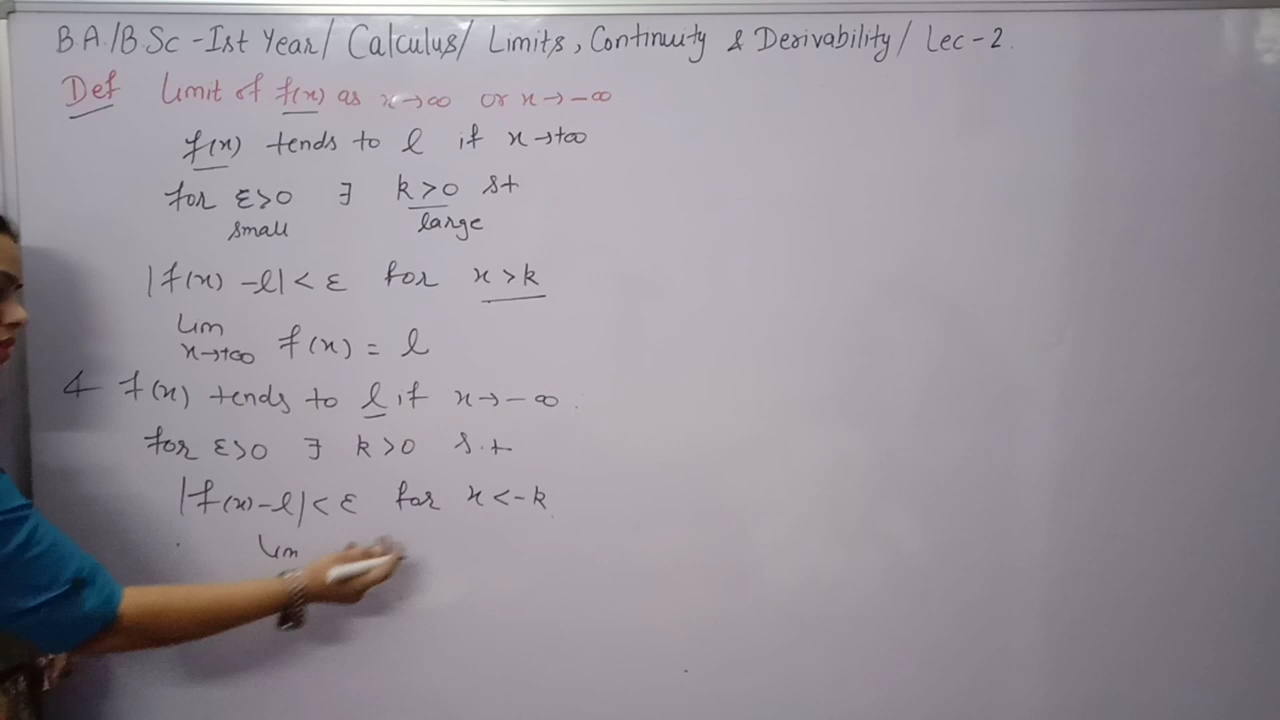 B.A./B.Sc - Ist Year / Calculus / Limits, Continuity & Derivability / Lec - 2.
Def Limit of f(x) as x→∞ or x→-∞
f(x) tends to l if x→+∞
for ε>0 ∃ k>0 st
small large
|f(x) -l| < ε for x>k
lim x→+∞ f(x) = l
& f(x) tends to l if x→-∞.
for ε>0 ∃ k>0 s.t
|f(x)-l| < ε for x<-k
lim